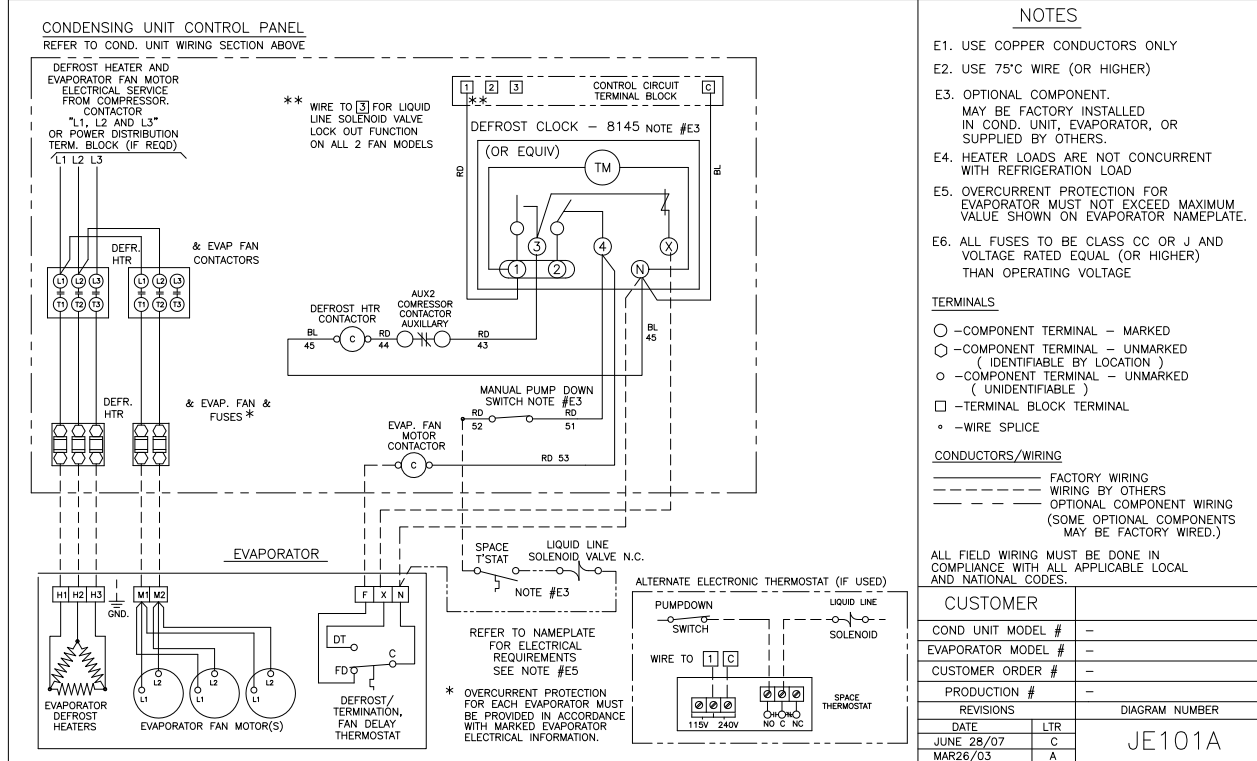 CONDENSING UNIT CONTROL PANEL
REFER TO COND. UNIT WIRING SECTION ABOVE
DEFROST HEATER AND
EVAPORATOR FAN MOTOR
ELECTRICAL SERVICE
FROM COMPRESSOR.
CONTACTOR
"L1, L2 AND L3"
OR POWER DISTRIBUTION
TERM. BLOCK (IF REQD)
L1 L2 L3
** WIRE TO 3 FOR LIQUID
LINE SOLENOID VALVE
LOCK OUT FUNCTION
ON ALL 2 FAN MODELS
1 2 3
CONTROL CIRCUIT
TERMINAL BLOCK
C
**
DEFROST CLOCK – 8145 NOTE #E3
(OR EQUIV)
TM
RD
BL
3 4 X
1 2 N
DEFR.
HTR
& EVAP FAN
CONTACTORS
L1 L2 L3
T1 T2 T3
L1 L2 L3
T1 T2 T3
DEFROST HTR
CONTACTOR
AUX2
COMRESSOR
CONTACTOR
AUXILLARY
BL
45
C
RD
44
RD
43
BL
45
MANUAL PUMP DOWN
SWITCH NOTE #E3
RD
52
RD
51
DEFR.
HTR
& EVAP. FAN &
FUSES *
EVAP. FAN
MOTOR
CONTACTOR
C
RD 53
EVAPORATOR
H1 H2 H3
GND.
M1 M2
F X N
SPACE
T'STAT
LIQUID LINE
SOLENOID VALVE N.C.
NOTE #E3
DT
FD
C
L2
L1
L2
L1
L2
L1
EVAPORATOR
DEFROST
HEATERS
EVAPORATOR FAN MOTOR(S)
DEFROST/
TERMINATION,
FAN DELAY
THERMOSTAT
REFER TO NAMEPLATE
FOR ELECTRICAL
REQUIREMENTS
SEE NOTE #E5
* OVERCURRENT PROTECTION
FOR EACH EVAPORATOR MUST
BE PROVIDED IN ACCORDANCE
WITH MARKED EVAPORATOR
ELECTRICAL INFORMATION.
ALTERNATE ELECTRONIC THERMOSTAT (IF USED)
PUMPDOWN
SWITCH
LIQUID LINE
SOLENOID
WIRE TO 1 C
115V 240V
NO C NC
SPACE
THERMOSTAT
NOTES
E1. USE COPPER CONDUCTORS ONLY
E2. USE 75°C WIRE (OR HIGHER)
E3. OPTIONAL COMPONENT.
MAY BE FACTORY INSTALLED
IN COND. UNIT, EVAPORATOR, OR
SUPPLIED BY OTHERS.
E4. HEATER LOADS ARE NOT CONCURRENT
WITH REFRIGERATION LOAD
E5. OVERCURRENT PROTECTION FOR
EVAPORATOR MUST NOT EXCEED MAXIMUM
VALUE SHOWN ON EVAPORATOR NAMEPLATE.
E6. ALL FUSES TO BE CLASS CC OR J AND
VOLTAGE RATED EQUAL (OR HIGHER)
THAN OPERATING VOLTAGE
TERMINALS
–COMPONENT TERMINAL – MARKED
–COMPONENT TERMINAL – UNMARKED
( IDENTIFIABLE BY LOCATION )
–COMPONENT TERMINAL – UNMARKED
( UNIDENTIFIABLE )
–TERMINAL BLOCK TERMINAL
–WIRE SPLICE
CONDUCTORS/WIRING
FACTORY WIRING
WIRING BY OTHERS
OPTIONAL COMPONENT WIRING
(SOME OPTIONAL COMPONENTS
MAY BE FACTORY WIRED.)
ALL FIELD WIRING MUST BE DONE IN
COMPLIANCE WITH ALL APPLICABLE LOCAL
AND NATIONAL CODES.
CUSTOMER
COND UNIT MODEL # –
EVAPORATOR MODEL # –
CUSTOMER ORDER # –
PRODUCTION # –
REVISIONS
DIAGRAM NUMBER
DATE LTR
JUNE 28/07 C
MAR26/03 A
JE101A